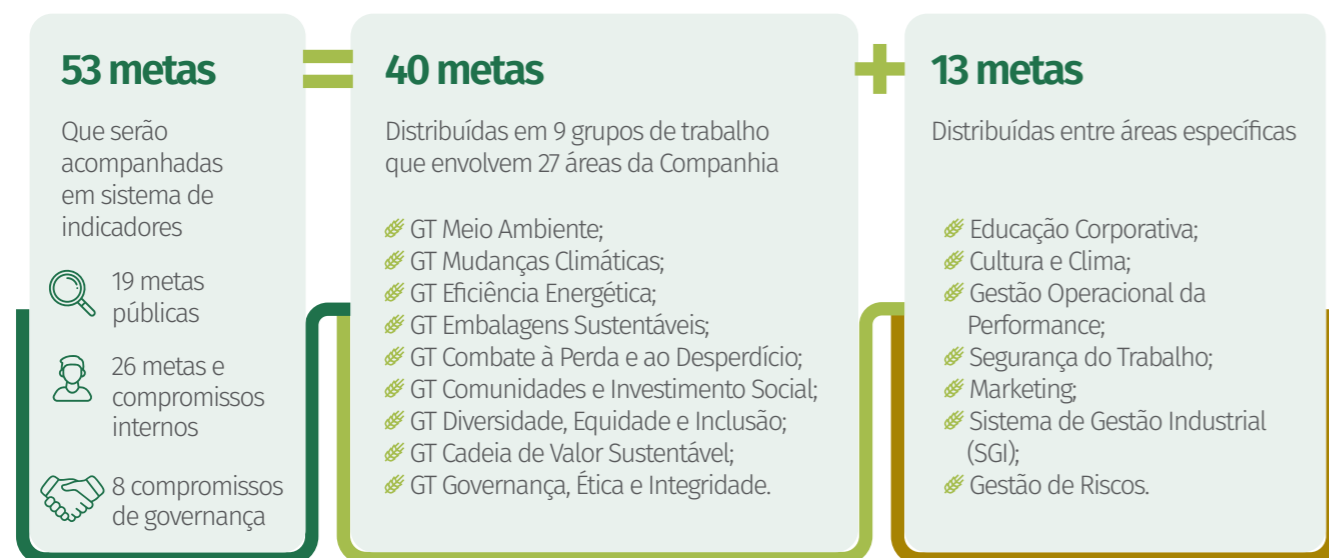 53 metas
Que serão
acompanhadas
em sistema de
indicadores
19 metas
públicas
26 metas e
compromissos
internos
8 compromissos
de governança
=
40 metas
Distribuídas em 9 grupos de trabalho
que envolvem 27 áreas da Companhia
GT Meio Ambiente;
GT Mudanças Climáticas;
GT Eficiência Energética;
GT Embalagens Sustentáveis;
GT Combate à Perda e ao Desperdício;
GT Comunidades e Investimento Social;
GT Diversidade, Equidade e Inclusão;
GT Cadeia de Valor Sustentável;
GT Governança, Ética e Integridade.
+
13 metas
Distribuídas entre áreas específicas
Educação Corporativa;
Cultura e Clima;
Gestão Operacional da
Performance;
Segurança do Trabalho;
Marketing;
Sistema de Gestão Industrial
(SGI);
Gestão de Riscos.